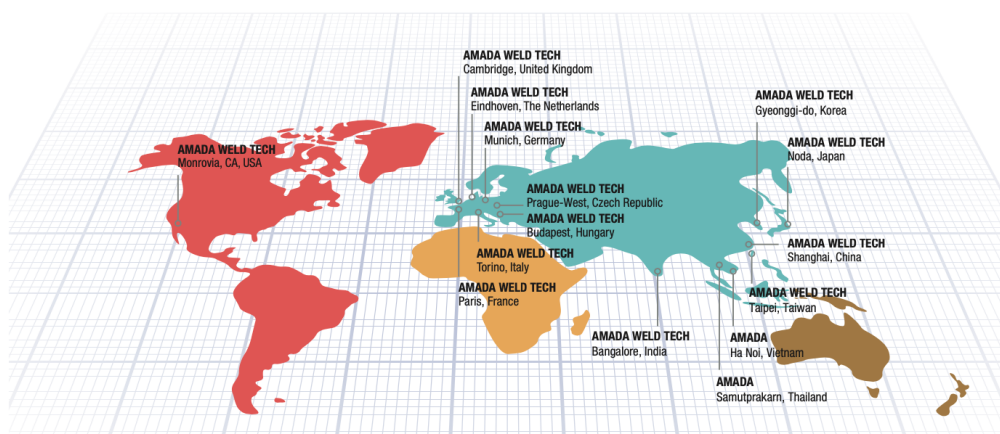 AMADA WELD TECH
Cambridge, United Kingdom
AMADA WELD TECH
Eindhoven, The Netherlands
AMADA WELD TECH
Munich, Germany
AMADA WELD TECH
Gyeonggi-do, Korea
AMADA WELD TECH
Noda, Japan
AMADA WELD TECH
Monrovia, CA, USA
AMADA WELD TECH
Prague-West, Czech Republic
AMADA WELD TECH
Budapest, Hungary
AMADA WELD TECH
Torino, Italy
AMADA WELD TECH
Paris, France
AMADA WELD TECH
Shanghai, China
AMADA WELD TECH
Taipei, Taiwan
AMADA WELD TECH
Bangalore, India
AMADA
Ha Noi, Vietnam
AMADA
Samutprakarn, Thailand